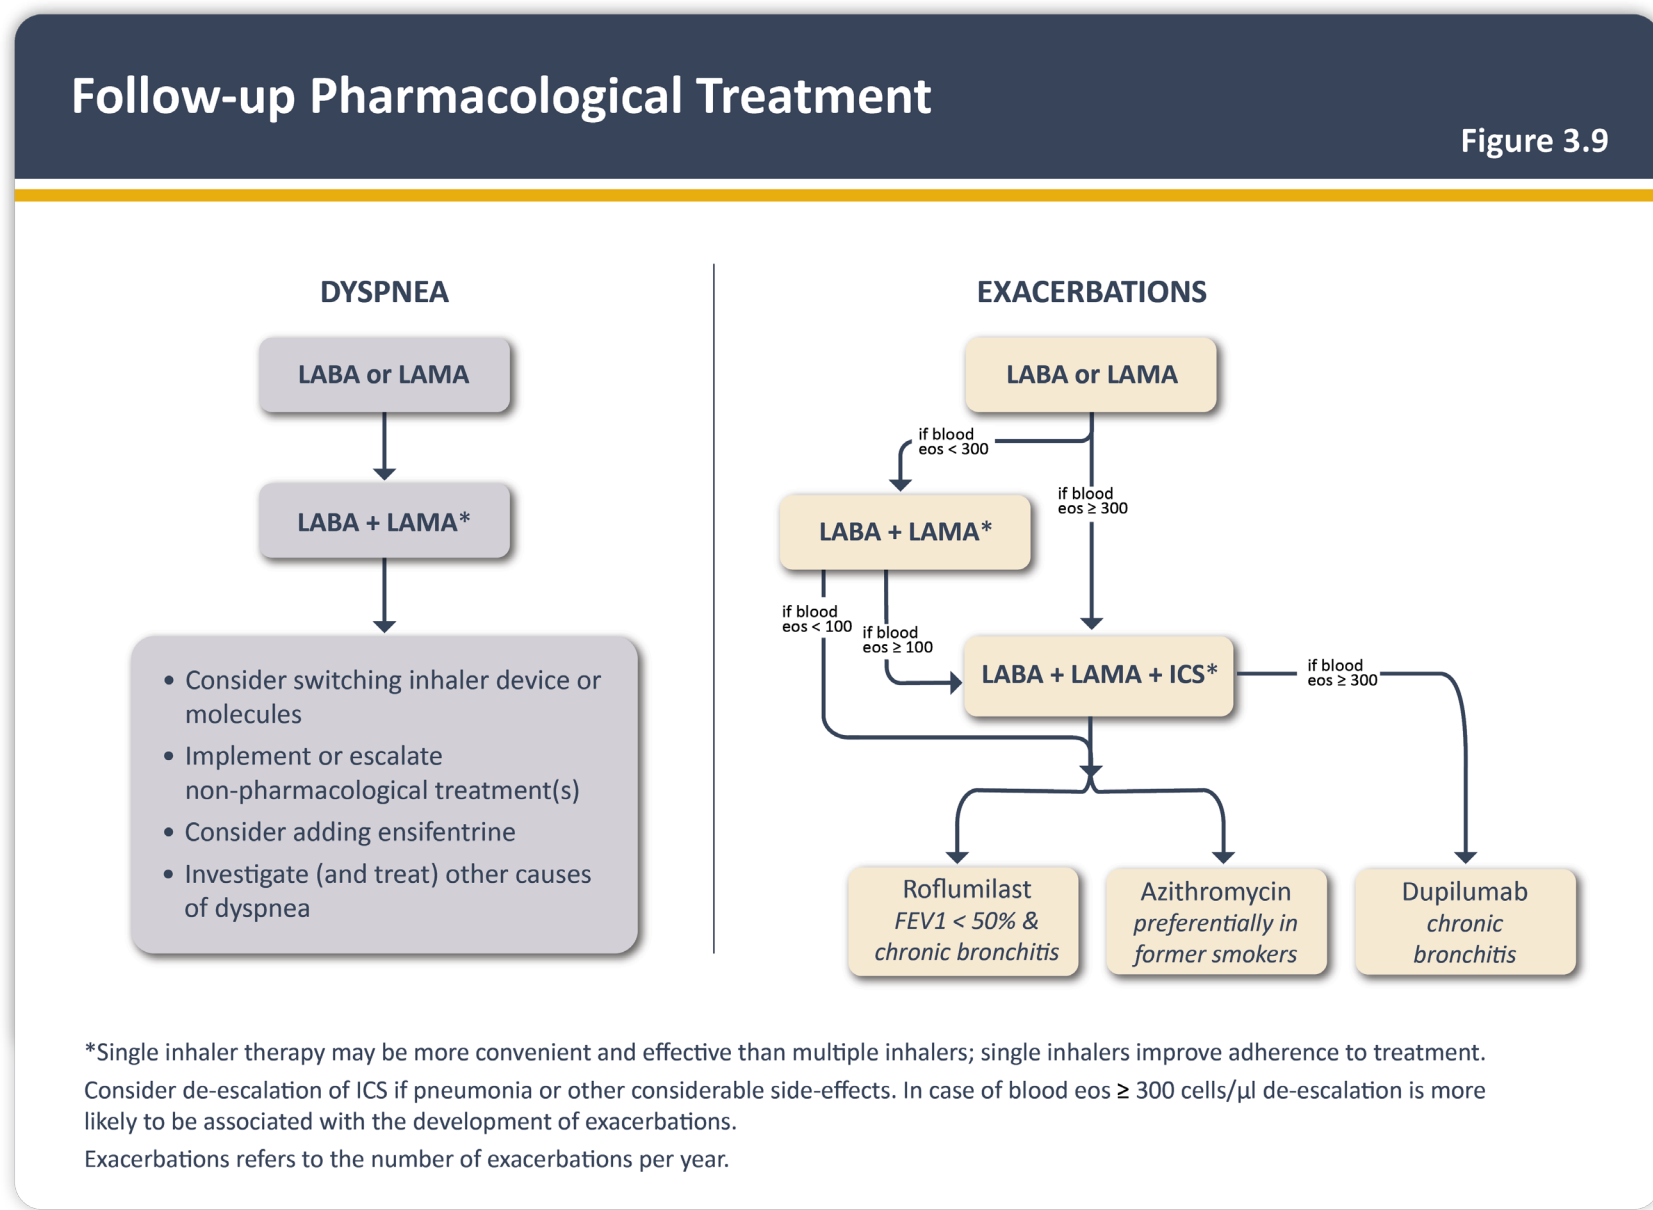 Follow-up Pharmacological Treatment
Figure 3.9
DYSPNEA
LABA or LAMA
LABA + LAMA*
• Consider switching inhaler device or
molecules
• Implement or escalate
non-pharmacological treatment(s)
• Consider adding ensifentrine
• Investigate (and treat) other causes
of dyspnea
EXACERBATIONS
LABA or LAMA
if blood
eos < 300
if blood
eos ≥ 300
LABA + LAMA*
if blood
eos < 100
if blood
eos ≥ 100
LABA + LAMA + ICS*
if blood
eos ≥ 300
Roflumilast
FEV1 < 50% &
chronic bronchitis
Azithromycin
preferentially in
former smokers
Dupilumab
chronic
bronchitis
*Single inhaler therapy may be more convenient and effective than multiple inhalers; single inhalers improve adherence to treatment.
Consider de-escalation of ICS if pneumonia or other considerable side-effects. In case of blood eos ≥ 300 cells/µl de-escalation is more
likely to be associated with the development of exacerbations.
Exacerbations refers to the number of exacerbations per year.